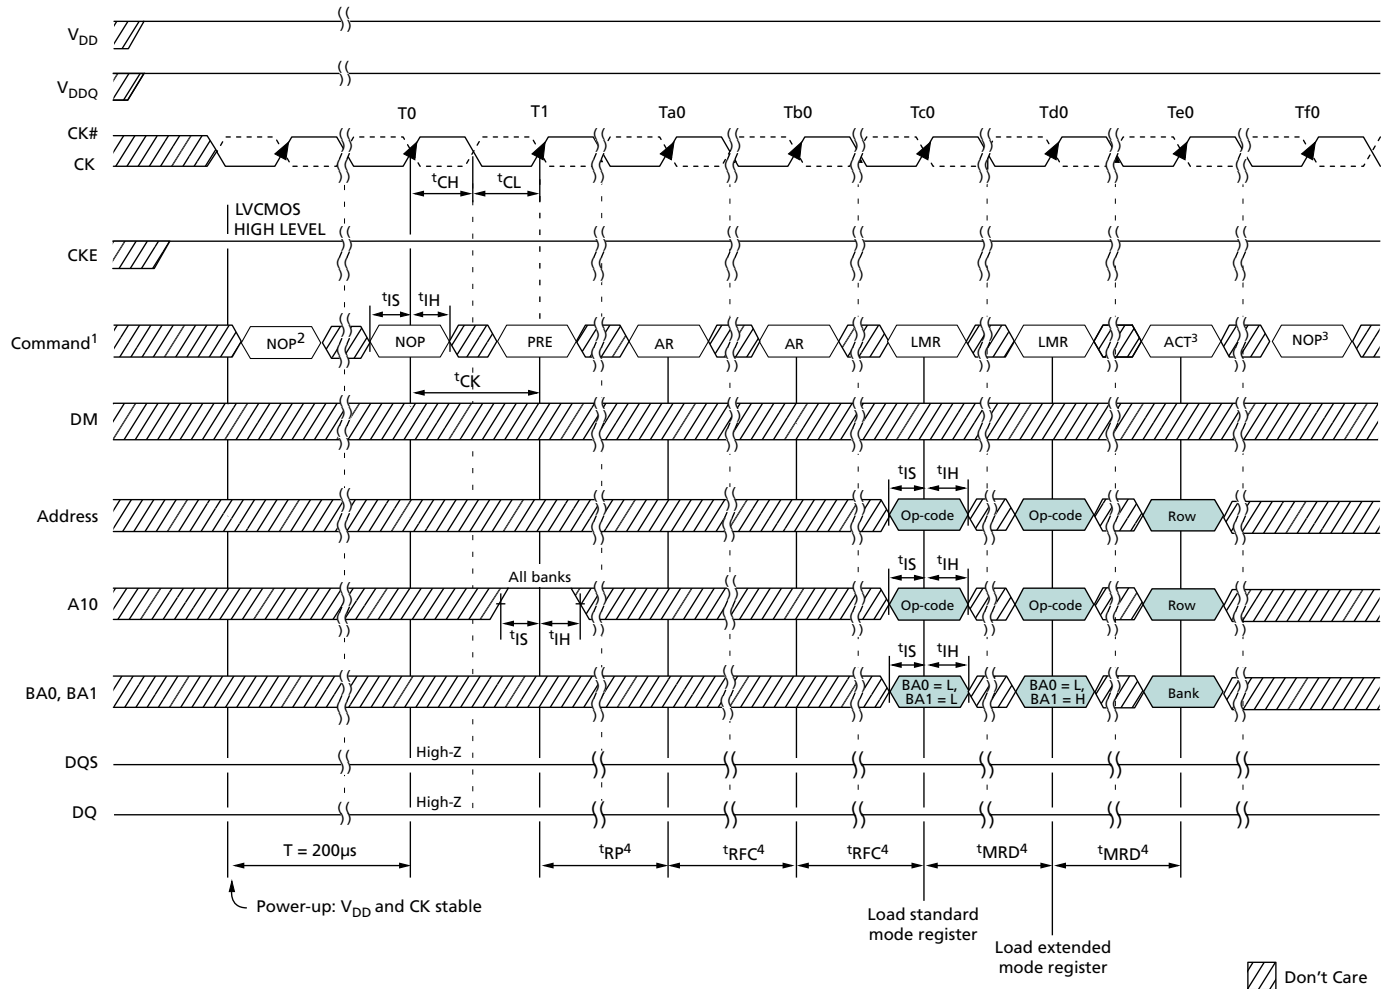 VDD
VDDQ
T0 T1 Ta0 Tb0 Tc0 Td0 Te0 Tf0
CK#
CK
tCH tCL
LVCMOS
HIGH LEVEL
CKE
tIS tIH
Command1 NOP2 NOP PRE AR AR LMR LMR ACT3 NOP3
tCK
DM
tIS tIH
Address Op-code Op-code Row
tIS tIH
All banks
A10 Op-code Op-code Row
tIS tIH
tIS tIH
BA0, BA1 BA0 = L, BA1 = L BA0 = L, BA1 = H Bank
High-Z
DQS
High-Z
DQ
T = 200µs tRP4 tRFC4 tRFC4 tMRD4 tMRD4
Power-up: VDD and CK stable
Load standard
mode register
Load extended
mode register
Don't Care